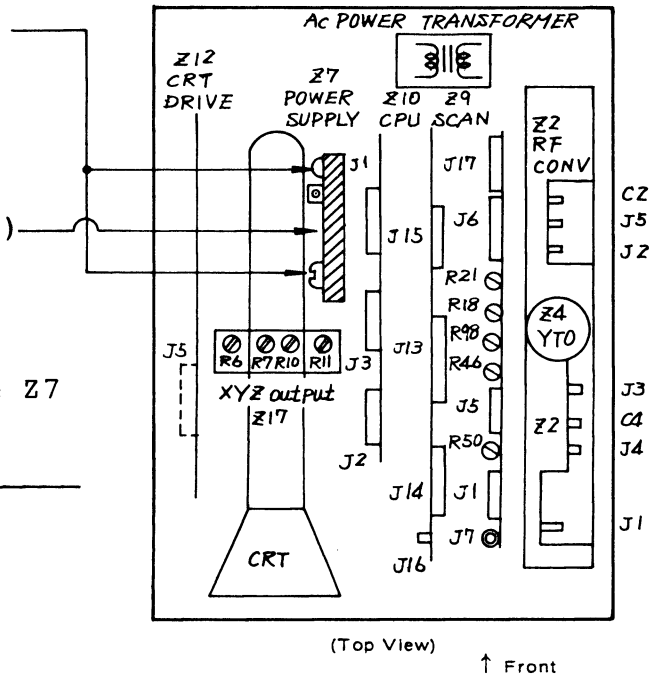 Ac POWER TRANSFORMER
Z12
CRT
DRIVE
Z7
POWER
SUPPLY
Z10
CPU
Z9
SCAN
Z2
RF
CONV
J1
J17
C2
J5
J2
)
J15
J6
R21
R18
R98
R46
Z4
YTO
J5
R6
R7
R10
R11
J3
J13
XYZ output
Z17
J3
C4
J4
Z7
J5
Z2
R50
J2
J14
J1
J7
J1
J16
CRT
(Top View)
↑ Front